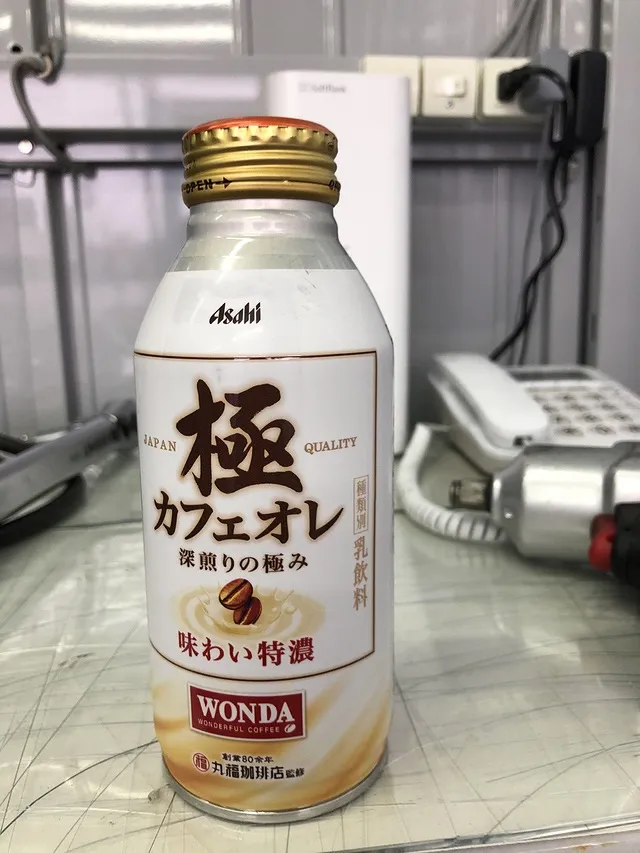 SoftBank
OPEN→
Asahi
JAPAN
極
QUALITY
カフェオレ
深煎りの極み
種類別 乳飲料
味わい特濃
WONDA
WONDERFUL COFFEE
創業80余年
福 丸福珈琲店監修